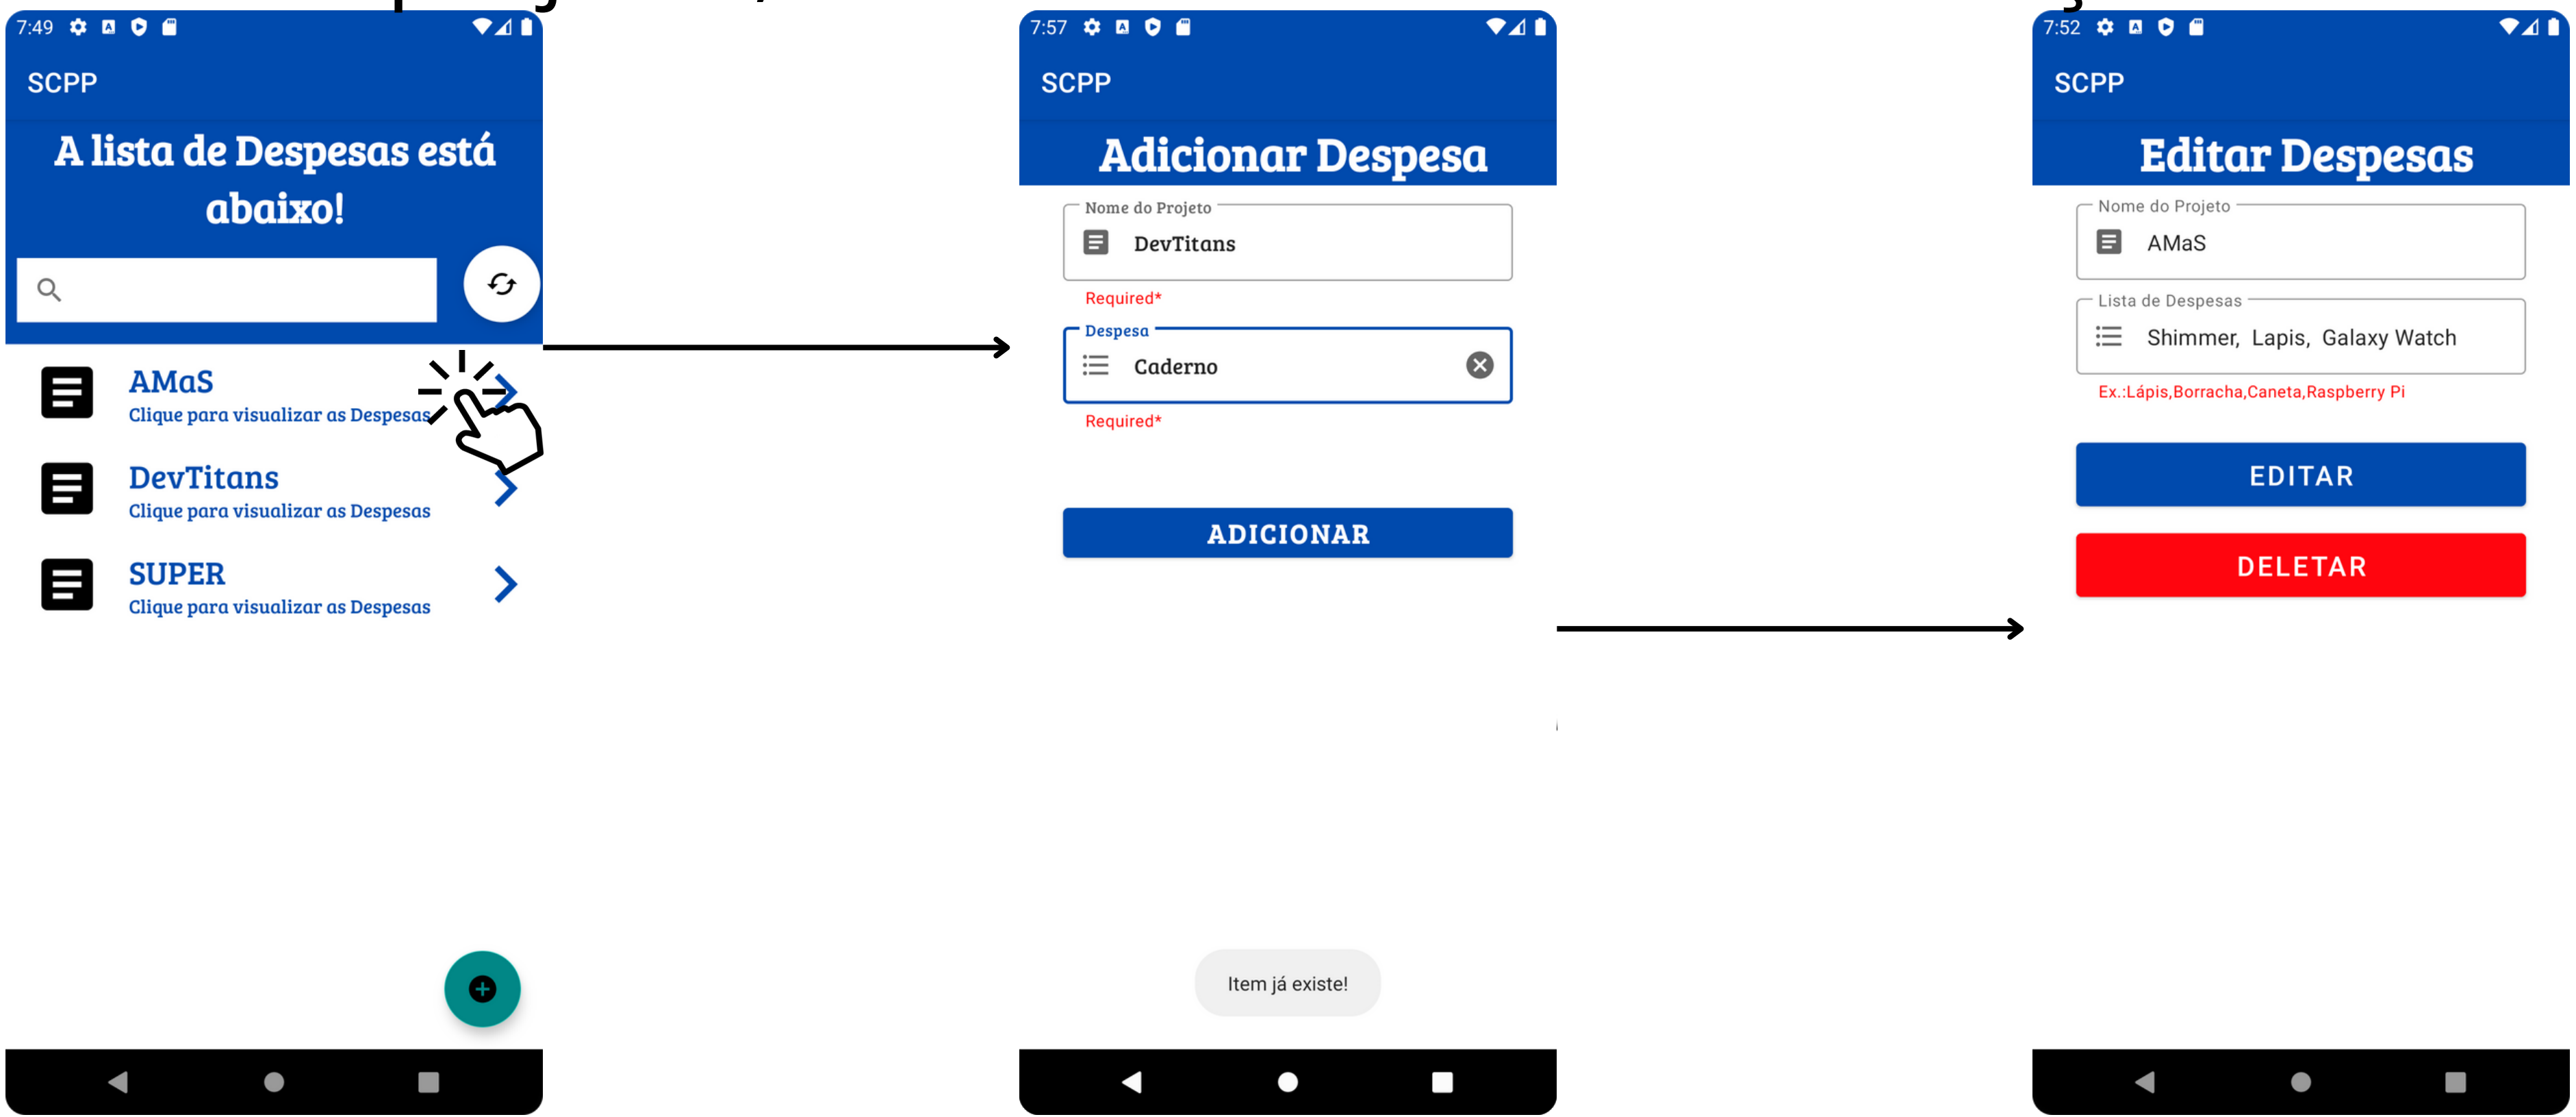 7:49
SCPP
A lista de Despesas está
abaixo!
AMaS
Clique para visualizar as Despesas
DevTitans
Clique para visualizar as Despesas
SUPER
Clique para visualizar as Despesas
7:57
SCPP
Adicionar Despesa
Nome do Projeto
DevTitans
Required*
Despesa
Caderno
Required*
ADICIONAR
Item já existe!
7:52
SCPP
Editar Despesas
Nome do Projeto
AMaS
Lista de Despesas
Shimmer, Lapis, Galaxy Watch
Ex.:Lápis,Borracha,Caneta,Raspberry Pi
EDITAR
DELETAR